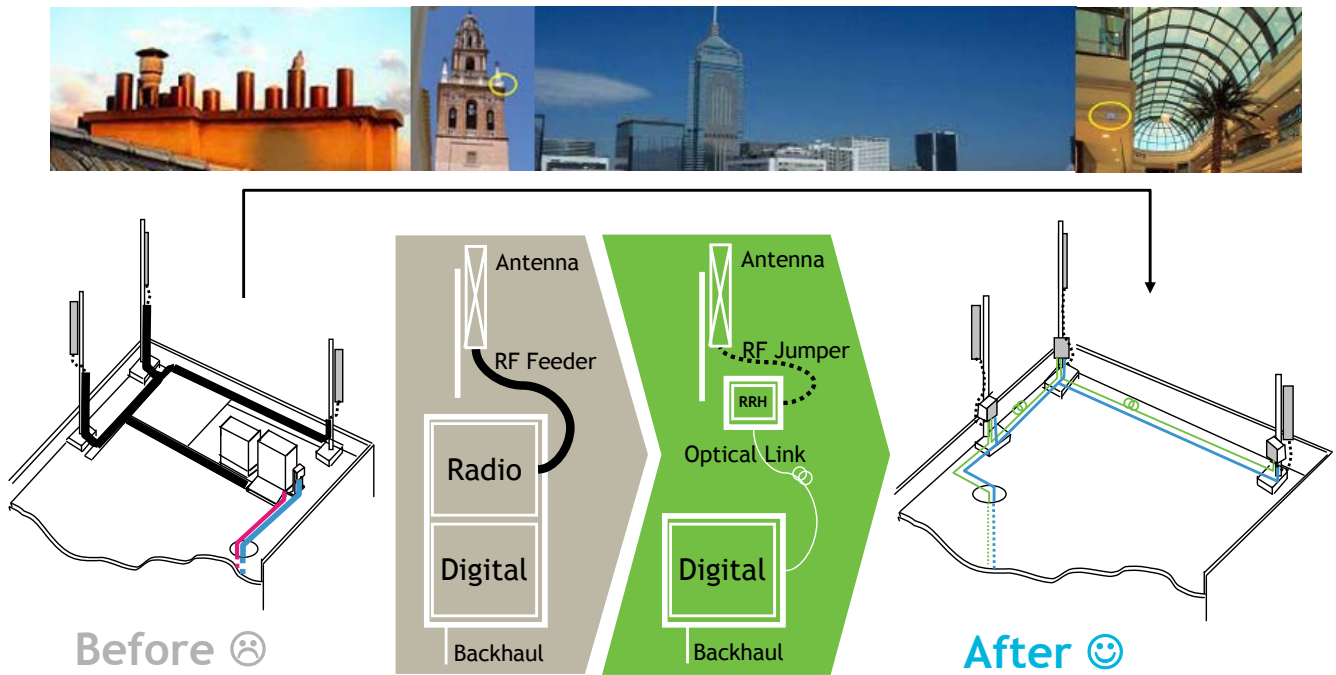 Antenna
RF Feeder
Radio
Digital
Backhaul
Antenna
RF Jumper
RRH
Optical Link
Digital
Backhaul
Before ☹
After ☺